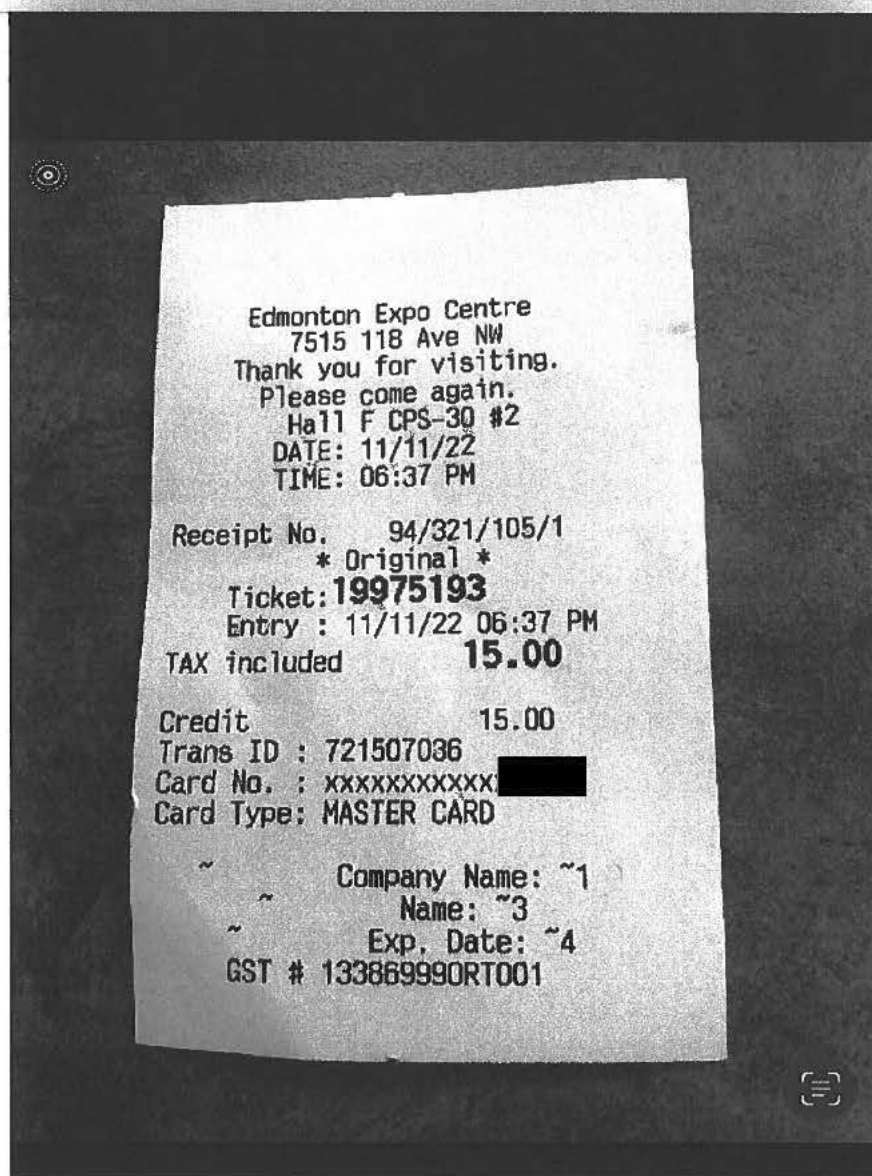 Edmonton Expo Centre
7515 118 Ave NW
Thank you for visiting.
Please come again.
Hall F CPS-30 #2
DATE: 11/11/22
TIME: 06:37 PM
Receipt No. 94/321/105/1
* Original *
Ticket: 19975193
Entry : 11/11/22 06:37 PM
TAX included 15.00
Credit 15.00
Trans ID : 721507036
Card No. : xxxxxxxxxxx
Card Type: MASTER CARD
~ Company Name: ~1
~ Name: ~3
~ Exp. Date: ~4
GST # 133869990RT001